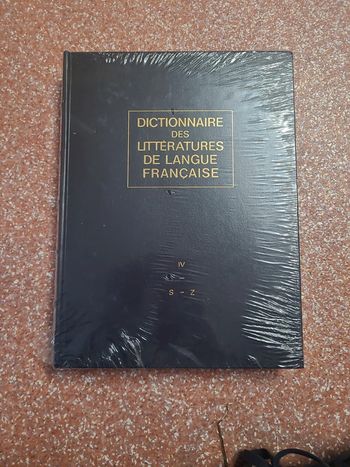 DICTIONNAIRE
DES
LITTÉRATURES
DE LANGUE
FRANÇAISE
IV
S - Z